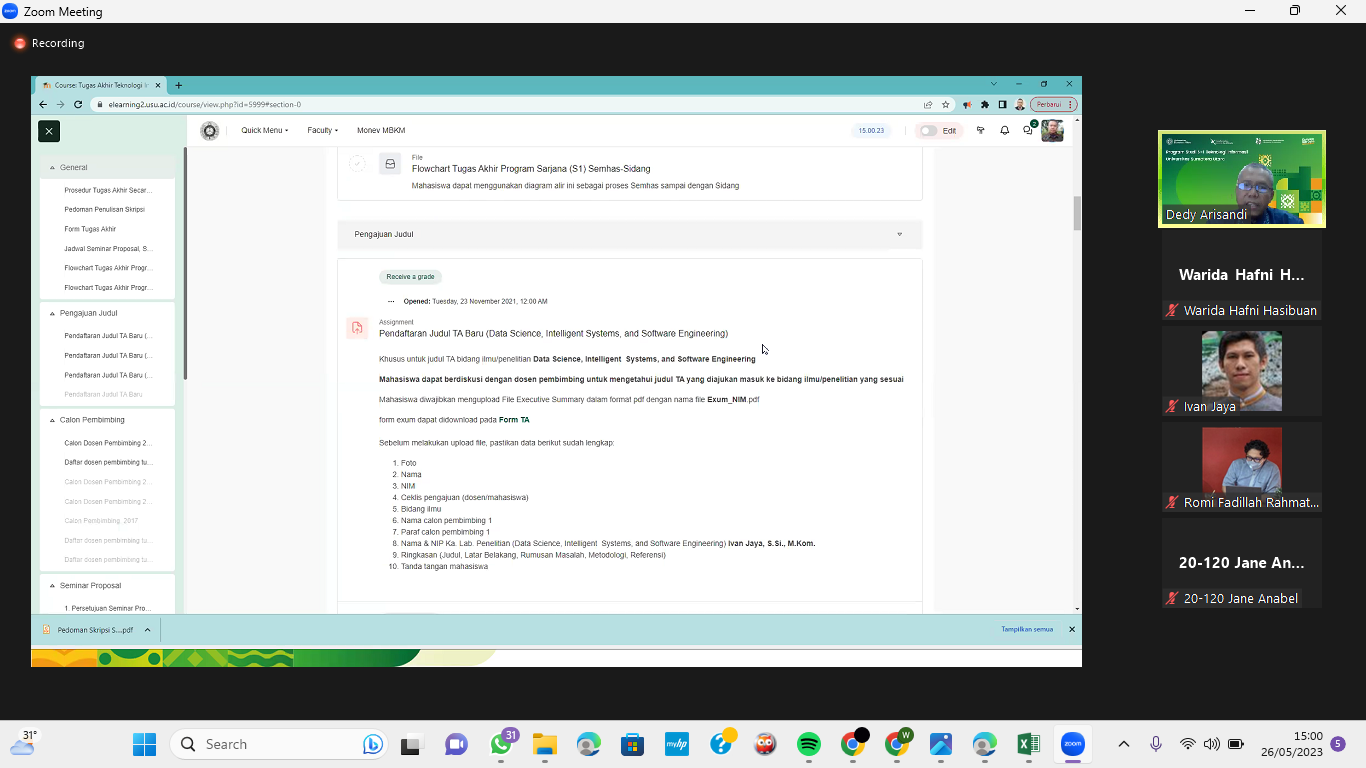 Zoom Meeting
Recording
Course: Tugas Akhir Teknologi I
elearning2.usu.ac.id/course/view.php?id=5999#section-0
Perbarui
Quick Menu
Faculty
Monev MBKM
15.00.23
Edit
2
General
Prosedur Tugas Akhir Secar...
Pedoman Penulisan Skripsi
Form Tugas Akhir
Jadwal Seminar Proposal, S...
Flowchart Tugas Akhir Progr...
Flowchart Tugas Akhir Progr...
Pengajuan Judul
Pendaftaran Judul TA Baru (...
Pendaftaran Judul TA Baru (...
Pendaftaran Judul TA Baru (...
Pendaftaran Judul TA Baru
Calon Pembimbing
Calon Dosen Pembimbing 2...
Daftar dosen pembimbing tu...
Calon Dosen Pembimbing 2...
Calon Dosen Pembimbing 2...
Calon Pembimbing 2017
Daftar dosen pembimbing tu...
Daftar dosen pembimbing tu...
Seminar Proposal
1. Persetujuan Seminar Pro...
File
Flowchart Tugas Akhir Program Sarjana (S1) Semhas-Sidang
Mahasiswa dapat menggunakan diagram alir ini sebagai proses Semhas sampai dengan Sidang
Pengajuan Judul
Receive a grade
... Opened: Tuesday, 23 November 2021, 12:00 AM
Assignment
Pendaftaran Judul TA Baru (Data Science, Intelligent Systems, and Software Engineering)
Khusus untuk judul TA bidang ilmu/penelitian Data Science, Intelligent Systems, and Software Engineering
Mahasiswa dapat berdiskusi dengan dosen pembimbing untuk mengetahui judul TA yang diajukan masuk ke bidang ilmu/penelitian yang sesuai
Mahasiswa diwajibkan mengupload File Executive Summary dalam format pdf dengan nama file Exum_NIM.pdf
form exum dapat didownload pada Form TA
Sebelum melakukan upload file, pastikan data berikut sudah lengkap:
1. Foto
2. Nama
3. NIM
4. Ceklis pengajuan (dosen/mahasiswa)
5. Bidang ilmu
6. Nama calon pembimbing 1
7. Paraf calon pembimbing 1
8. Nama & NIP Ka. Lab. Penelitian (Data Science, Intelligent Systems, and Software Engineering) Ivan Jaya, S.Si., M.Kom.
9. Ringkasan (Judul, Latar Belakang, Rumusan Masalah, Metodologi, Referensi)
10. Tanda tangan mahasiswa
Pedoman Skripsi S....pdf
Tampilkan semua
Program Studi S1 Teknologi Informasi
Universitas Sumatera Utara
Dedy Arisandi
Warida Hafni H...
Warida Hafni Hasibuan
Ivan Jaya
Romi Fadillah Rahmat...
20-120 Jane An...
20-120 Jane Anabel
31°
Search
31
myhp
W
zoom
15:00
26/05/2023
5